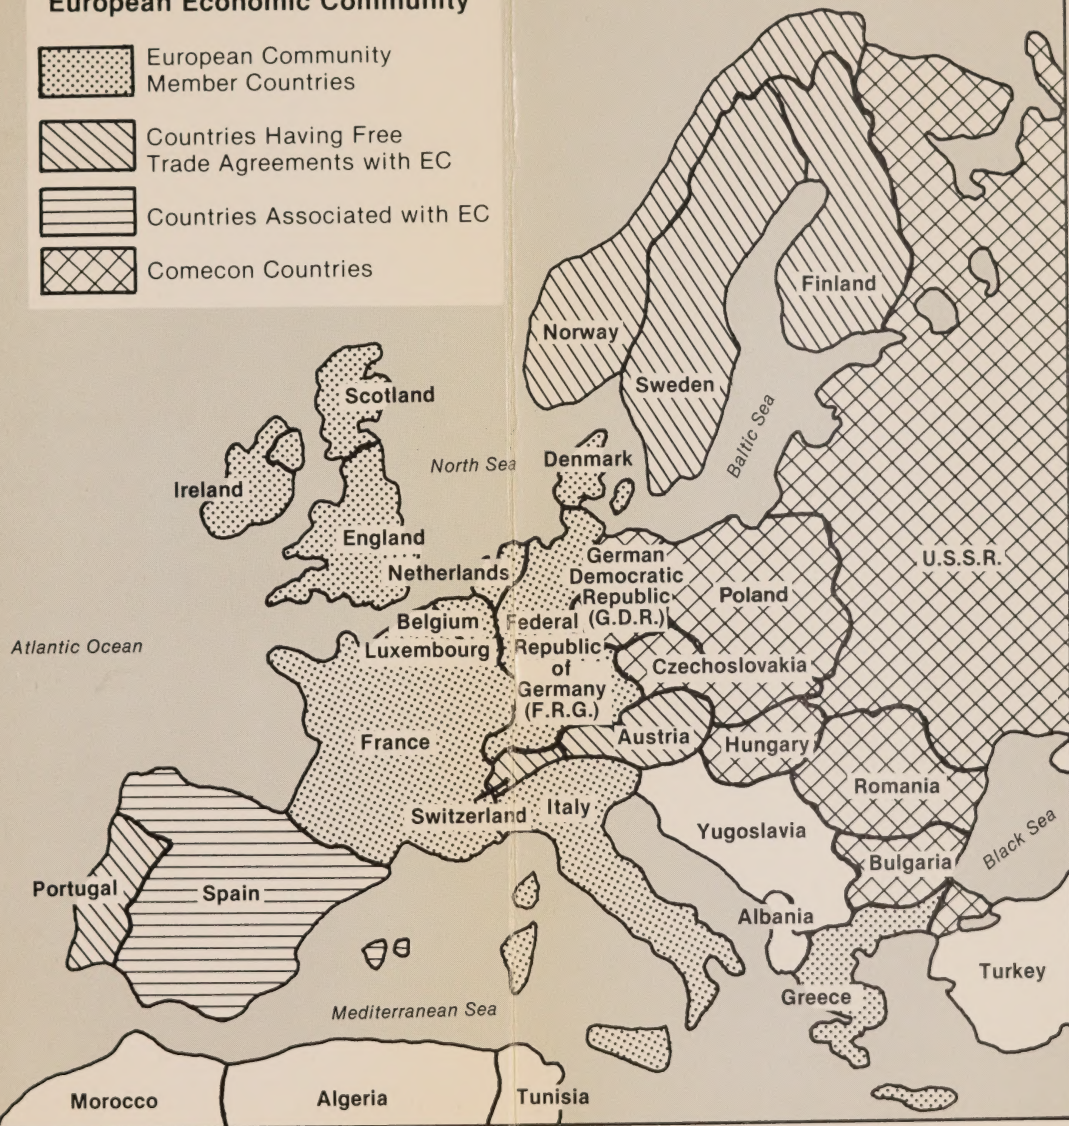 European Economic Community
European Community
Member Countries
Countries Having Free
Trade Agreements with EC
Countries Associated with EC
Comecon Countries
Finland
Norway
Sweden
Scotland
Baltic Sea
North Sea
Denmark
Ireland
England
U.S.S.R.
German
Democratic
Republic
(G.D.R.)
Netherlands
Poland
Belgium
Luxembourg
Federal
Republic
of
Germany
(F.R.G.)
Atlantic Ocean
Czechoslovakia
France
Austria
Hungary
Romania
Switzerland
Italy
Yugoslavia
Black Sea
Bulgaria
Portugal
Spain
Albania
Turkey
Greece
Mediterranean Sea
Morocco
Algeria
Tunisia